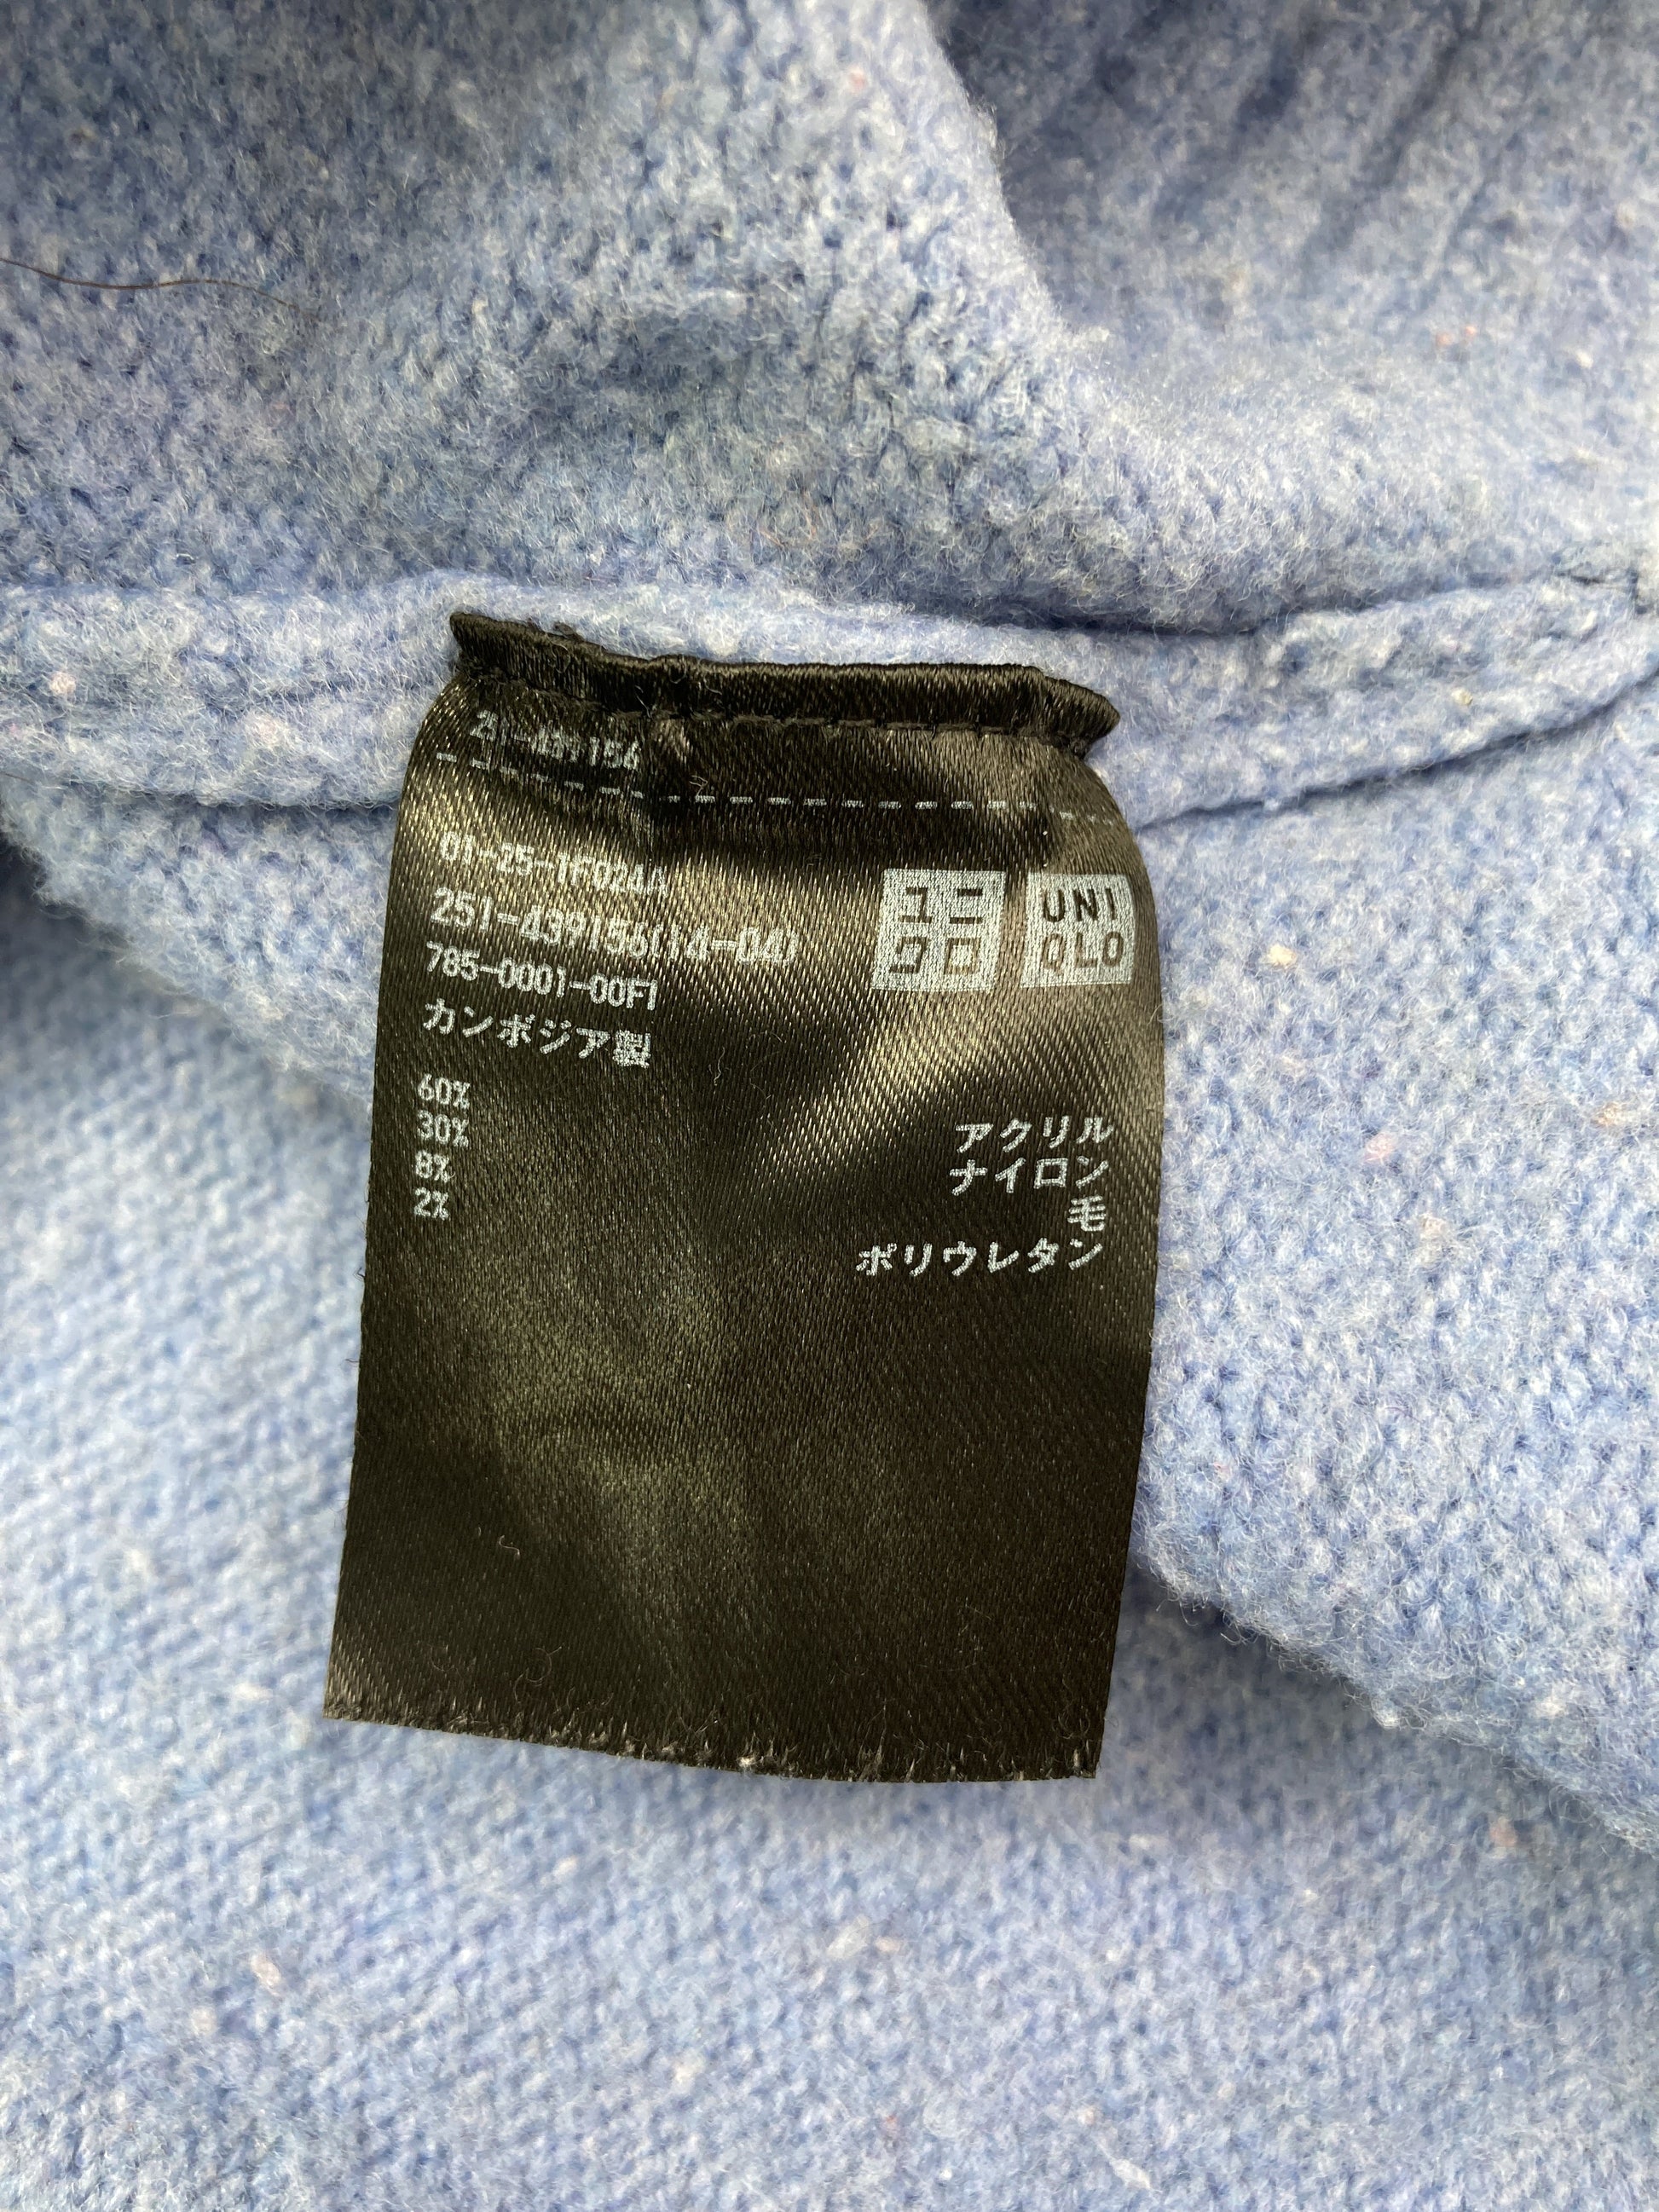 01-25-1F024A
251-439156(14-04)
785-0001-00F1
カンボジア製
ユニ
クロ
UNI
QLO
60% アクリル
30% ナイロン
8% 毛
2% ポリウレタン